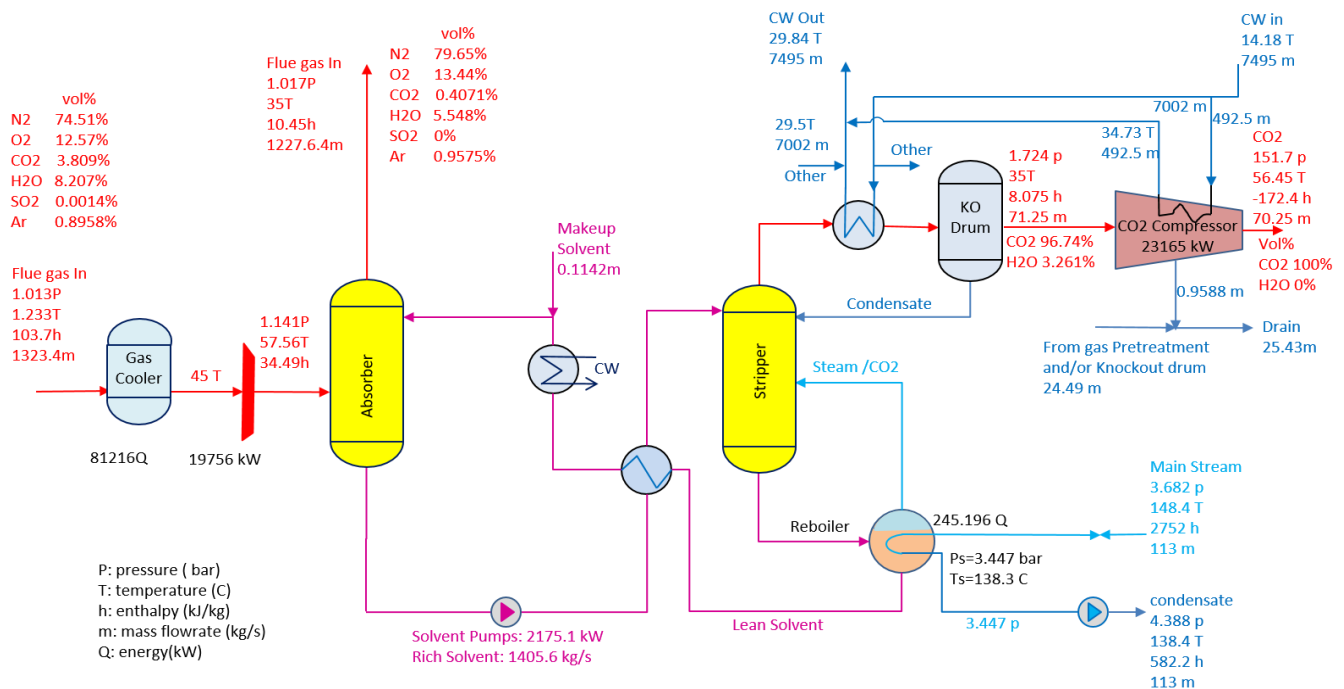 vol%
N2 74.51%
O2 12.57%
CO2 3.809%
H2O 8.207%
SO2 0.0014%
Ar 0.8958%
Flue gas In
1.013P
1.233T
103.7h
1323.4m
Gas
Cooler
81216Q
45 T
19756 kW
1.141P
57.56T
34.49h
Flue gas In
1.017P
35T
10.45h
1227.6.4m
vol%
N2 79.65%
O2 13.44%
CO2 0.4071%
H2O 5.548%
SO2 0%
Ar 0.9575%
Absorber
Makeup
Solvent
0.1142m
CW
Solvent Pumps: 2175.1 kW
Rich Solvent: 1405.6 kg/s
Lean Solvent
Stripper
Reboiler
Condensate
Steam /CO2
CW Out
29.84 T
7495 m
29.5T
7002 m
Other
Other
KO
Drum
1.724 p
35T
8.075 h
71.25 m
CO2 96.74%
H2O 3.261%
CW in
14.18 T
7495 m
7002 m
492.5 m
34.73 T
492.5 m
CO2 Compressor
23165 kW
CO2
151.7 p
56.45 T
-172.4 h
70.25 m
Vol%
CO2 100%
H2O 0%
0.9588 m
From gas Pretreatment
and/or Knockout drum
24.49 m
Drain
25.43m
245.196 Q
Ps=3.447 bar
Ts=138.3 C
Main Stream
3.682 p
148.4 T
2752 h
113 m
3.447 p
condensate
4.388 p
138.4 T
582.2 h
113 m
P: pressure ( bar)
T: temperature (C)
h: enthalpy (kJ/kg)
m: mass flowrate (kg/s)
Q: energy(kW)